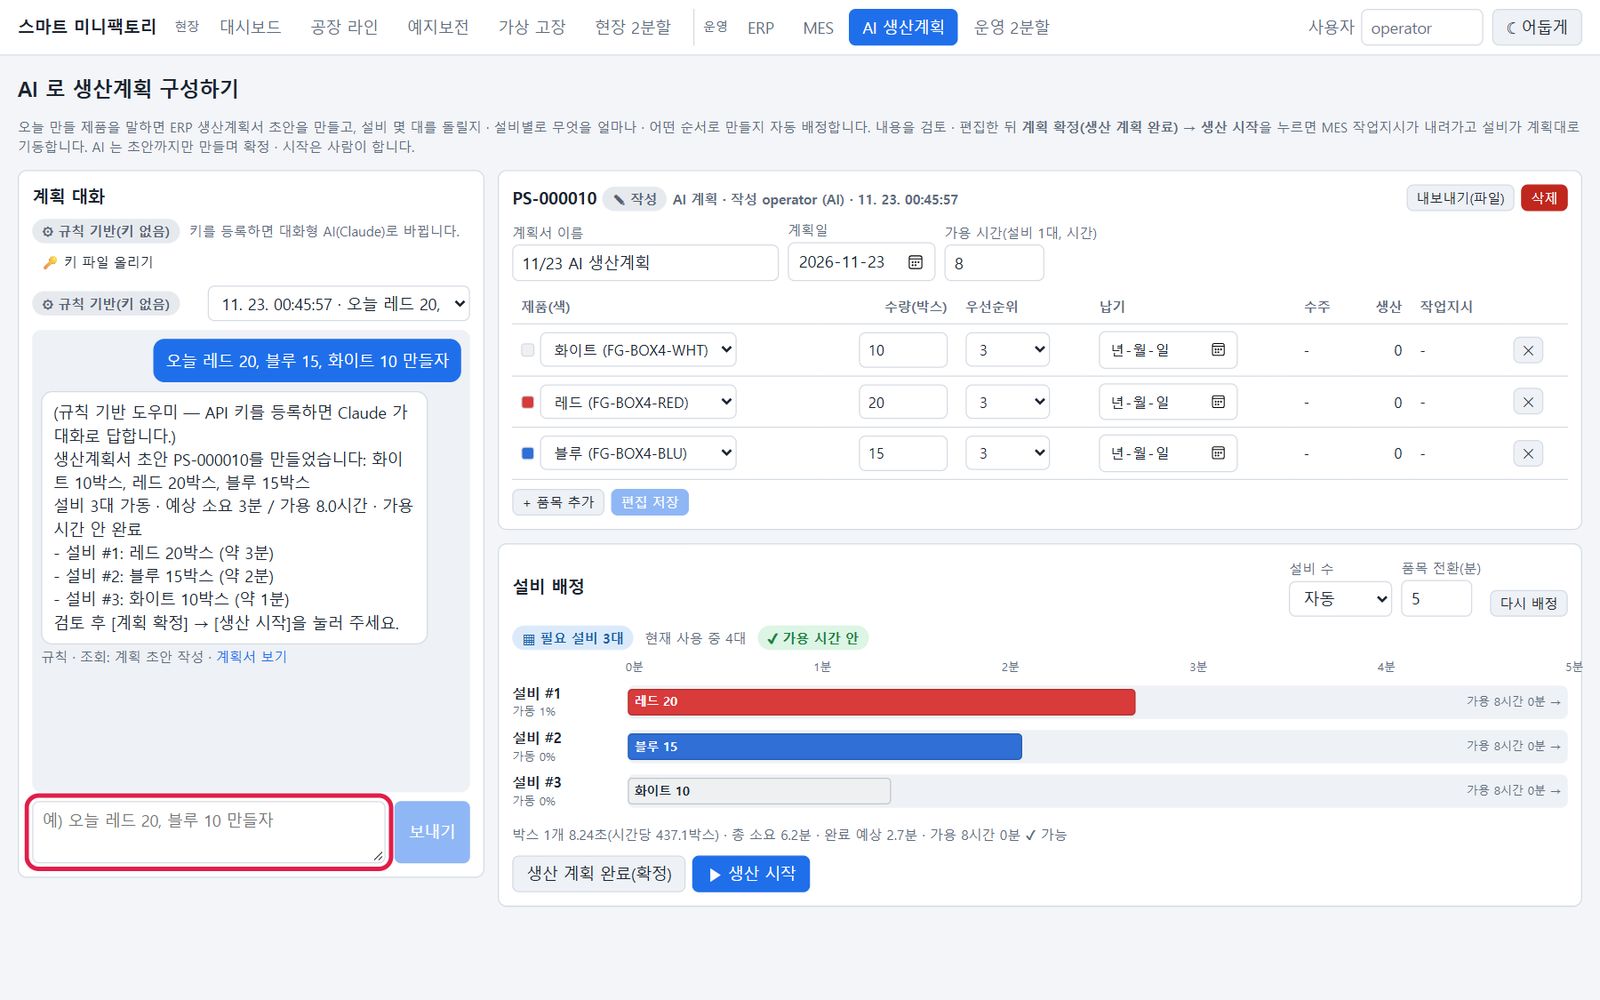 스마트 미니팩토리 현장 대시보드 공장 라인 예지보전 가상 고장 현장 2분할 운영 ERP MES AI 생산계획 운영 2분할 사용자 operator ☾ 어둡게
AI 로 생산계획 구성하기
오늘 만들 제품을 말하면 ERP 생산계획서 초안을 만들고, 설비 몇 대를 돌릴지 · 설비별로 무엇을 얼마나 · 어떤 순서로 만들지 자동 배정합니다. 내용을 검토 · 편집한 뒤 계획 확정(생산 계획 완료) → 생산 시작을 누르면 MES 작업지시가 내려가고 설비가 계획대로
기동합니다. AI 는 초안까지만 만들며 확정 · 시작은 사람이 합니다.
계획 대화
⚙ 규칙 기반(키 없음) 키를 등록하면 대화형 AI(Claude)로 바뀝니다.
🔑 키 파일 올리기
⚙ 규칙 기반(키 없음) 11. 23. 00:45:57 · 오늘 레드 20,
오늘 레드 20, 블루 15, 화이트 10 만들자
(규칙 기반 도우미 — API 키를 등록하면 Claude 가
대화로 답합니다.)
생산계획서 초안 PS-000010를 만들었습니다: 화이
트 10박스, 레드 20박스, 블루 15박스
설비 3대 가동 · 예상 소요 3분 / 가용 8.0시간 · 가용
시간 안 완료
- 설비 #1: 레드 20박스 (약 3분)
- 설비 #2: 블루 15박스 (약 2분)
- 설비 #3: 화이트 10박스 (약 1분)
검토 후 [계획 확정] → [생산 시작]을 눌러 주세요.
규칙 · 조회: 계획 초안 작성 · 계획서 보기
예) 오늘 레드 20, 블루 10 만들자
보내기
PS-000010 ✎ 작성 AI 계획 · 작성 operator (AI) · 11. 23. 00:45:57 내보내기(파일) 삭제
계획서 이름 계획일 가용 시간(설비 1대, 시간)
11/23 AI 생산계획 2026-11-23 8
제품(색) 수량(박스) 우선순위 납기 수주 생산 작업지시
화이트 (FG-BOX4-WHT) 10 3 년-월-일 - 0 - ×
레드 (FG-BOX4-RED) 20 3 년-월-일 - 0 - ×
블루 (FG-BOX4-BLU) 15 3 년-월-일 - 0 - ×
+ 품목 추가 편집 저장
설비 배정
설비 수 품목 전환(분)
자동 5 다시 배정
▦ 필요 설비 3대 현재 사용 중 4대 ✓ 가용 시간 안
0분 1분 2분 3분 4분 5분
설비 #1 레드 20 가용 8시간 0분 →
가동 1%
설비 #2 블루 15 가용 8시간 0분 →
가동 0%
설비 #3 화이트 10 가용 8시간 0분 →
가동 0%
박스 1개 8.24초(시간당 437.1박스) · 총 소요 6.2분 · 완료 예상 2.7분 · 가용 8시간 0분 ✓ 가능
생산 계획 완료(확정) ▶ 생산 시작